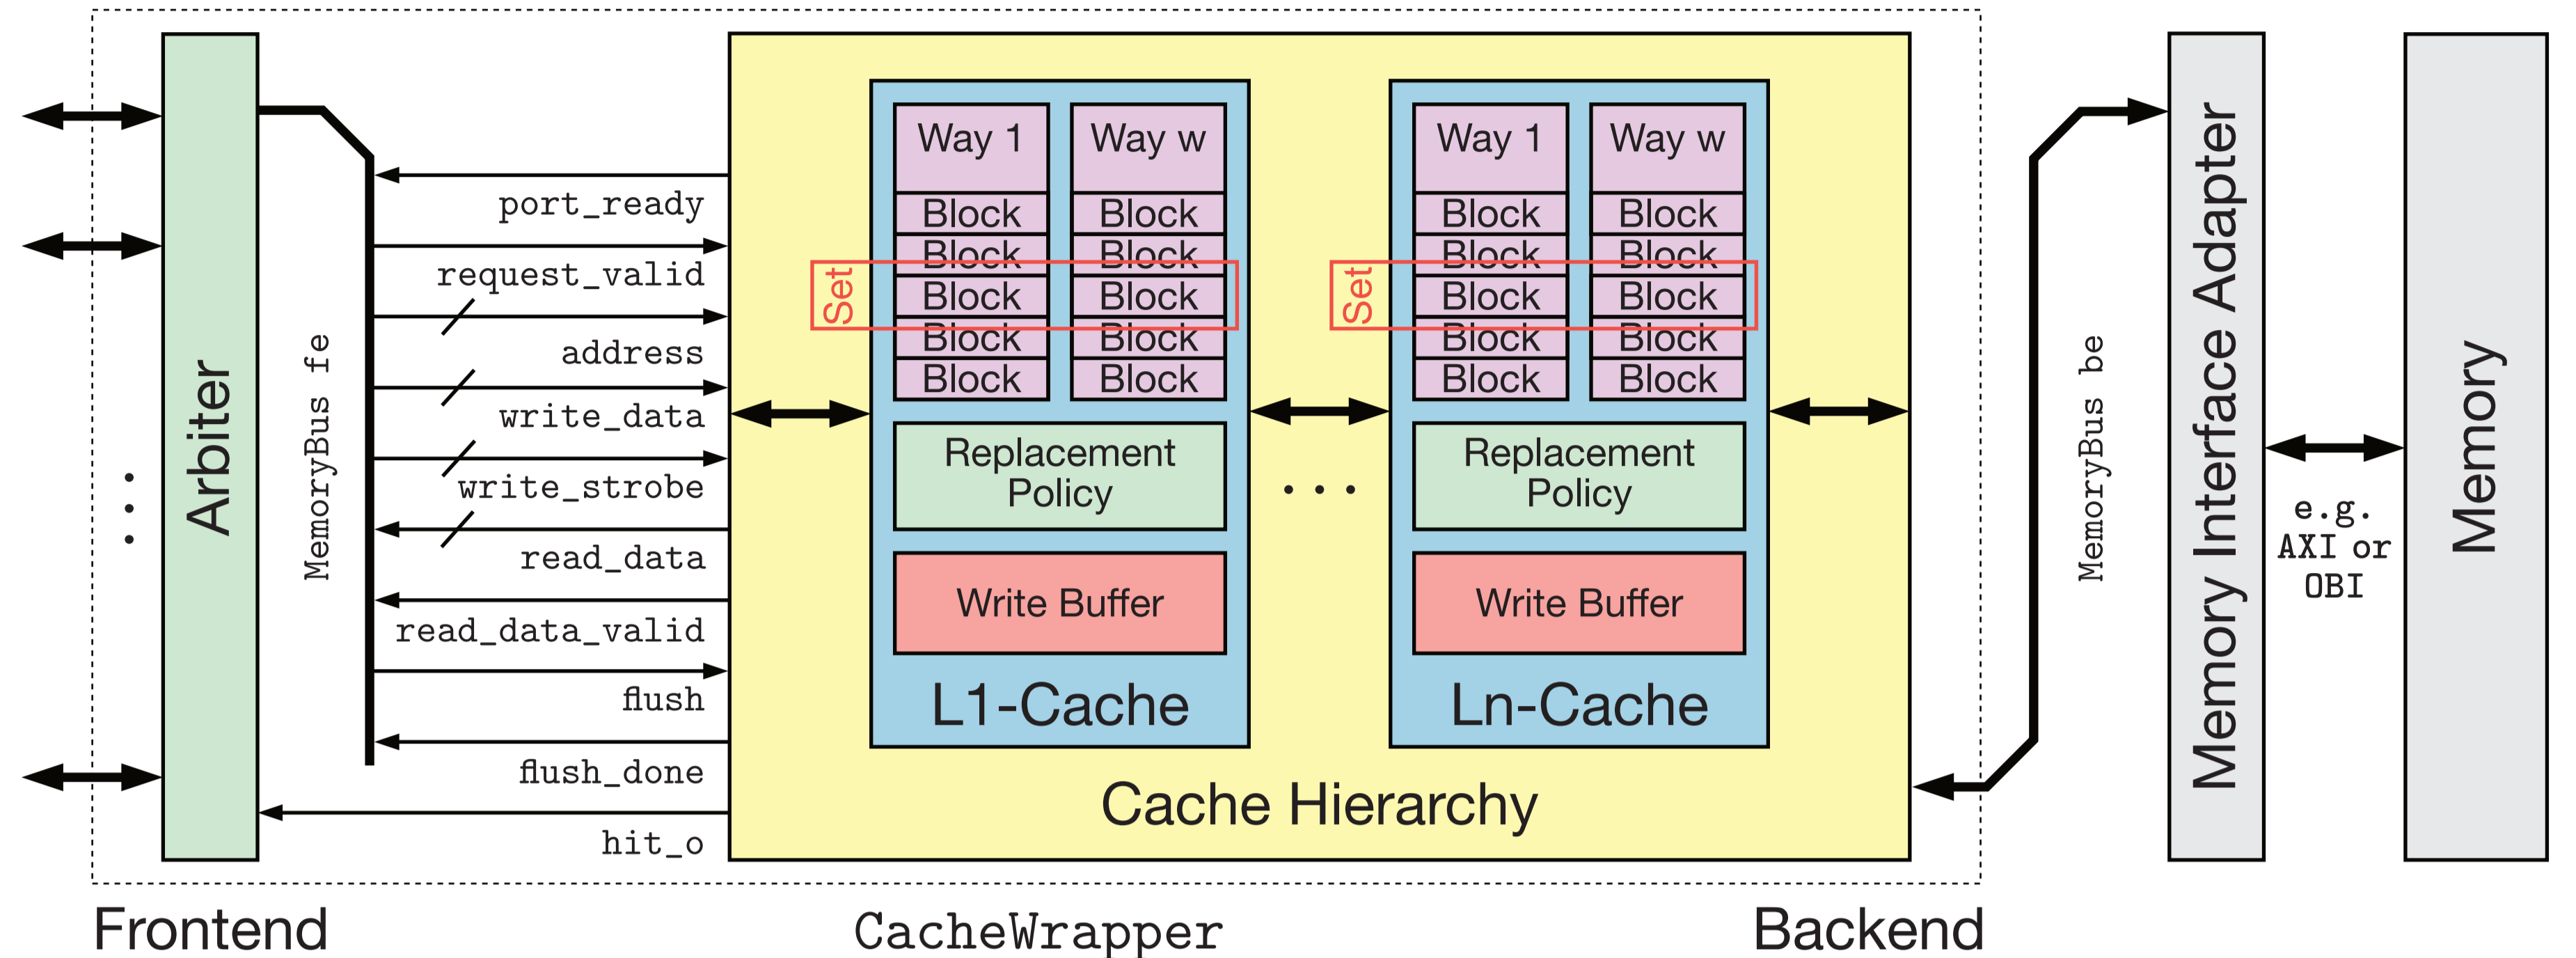 Arbiter
MemoryBus fe
port_ready
request_valid
address
write_data
write_strobe
read_data
read_data_valid
flush
flush_done
hit_o
Set
Way 1
Block
Block
Block
Block
Block
Way w
Block
Block
Block
Block
Block
Replacement
Policy
Write Buffer
L1-Cache
...
Set
Way 1
Block
Block
Block
Block
Block
Way w
Block
Block
Block
Block
Block
Replacement
Policy
Write Buffer
Ln-Cache
Cache Hierarchy
MemoryBus be
Memory Interface Adapter
e.g.
AXI or
OBI
Memory
Frontend
CacheWrapper
Backend